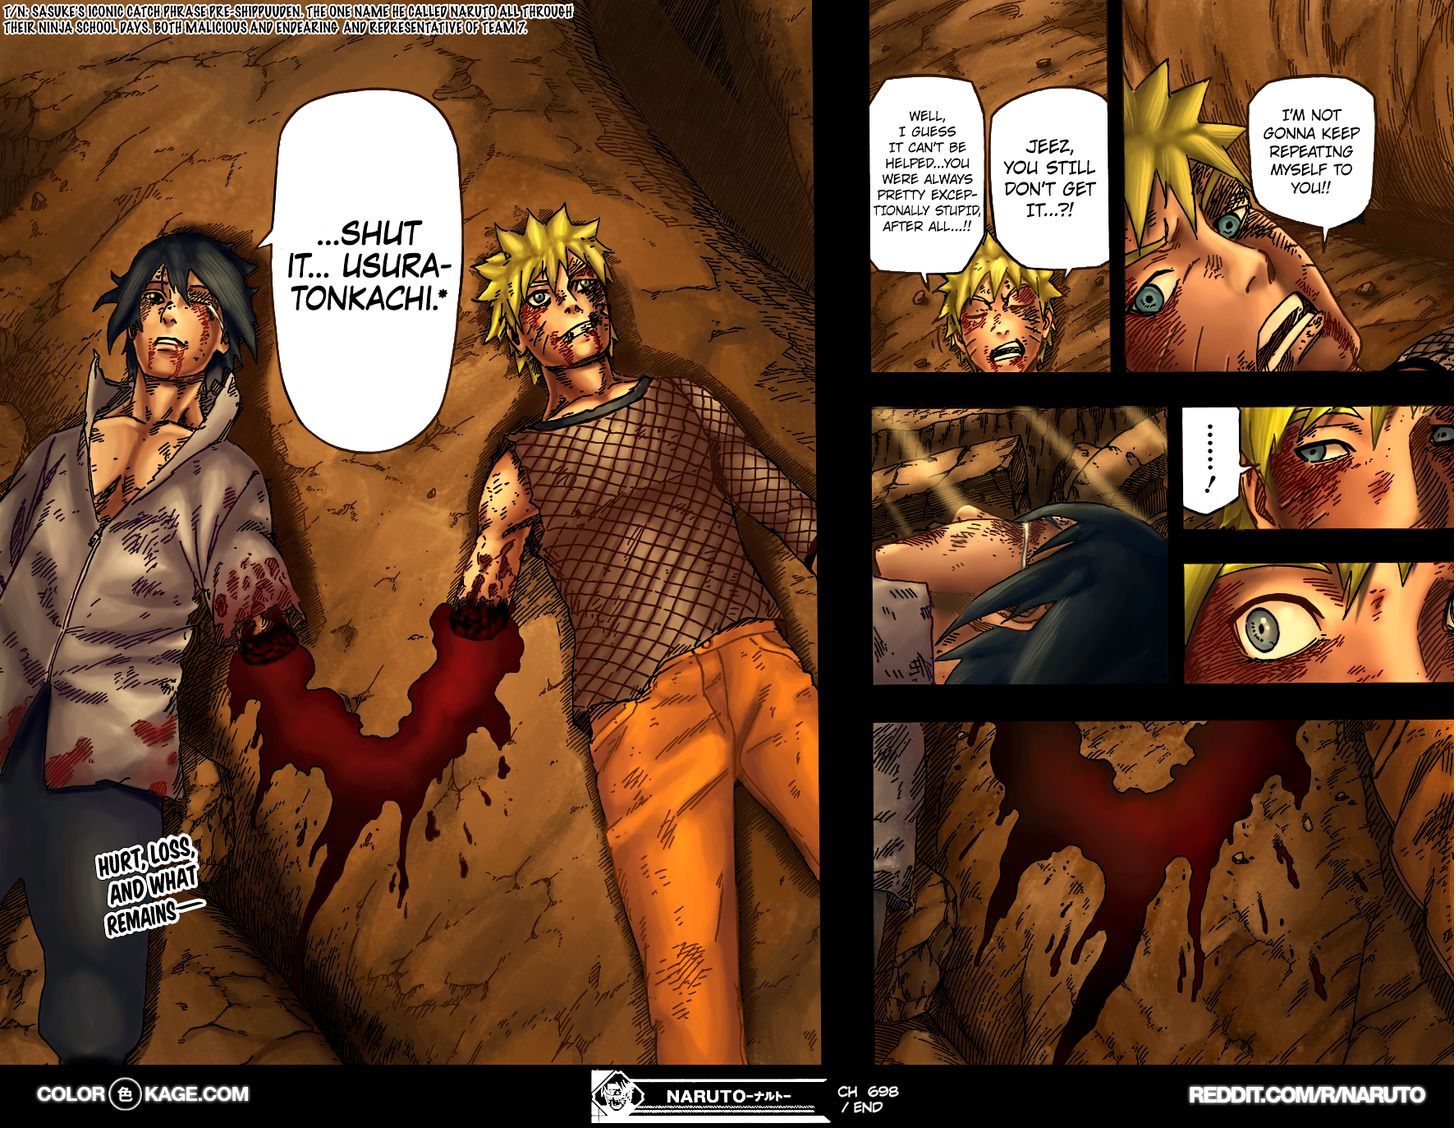 T/N: SASUKE'S ICONIC CATCH PHRASE PRE-SHIPPUUDEN. THE ONE NAME HE CALLED NARUTO ALL THROUGH
THEIR NINJA SCHOOL DAYS. BOTH MALICIOUS AND ENDEARING AND REPRESENTATIVE OF TEAM 7.
I'M NOT
GONNA KEEP
REPEATING
MYSELF TO
YOU!!
JEEZ,
YOU STILL
DON'T GET
IT...?!
WELL,
I GUESS
IT CAN'T BE
HELPED...YOU
WERE ALWAYS
PRETTY EXCEP-
TIONALLY STUPID,
AFTER ALL...!!
........!
...SHUT
IT... USURA-
TONKACHI.*
HURT, LOSS,
AND WHAT
REMAINS—
COLOR 色 KAGE.COM
NARUTO-ナルト-
CH 698
/ END
REDDIT.COM/R/NARUTO